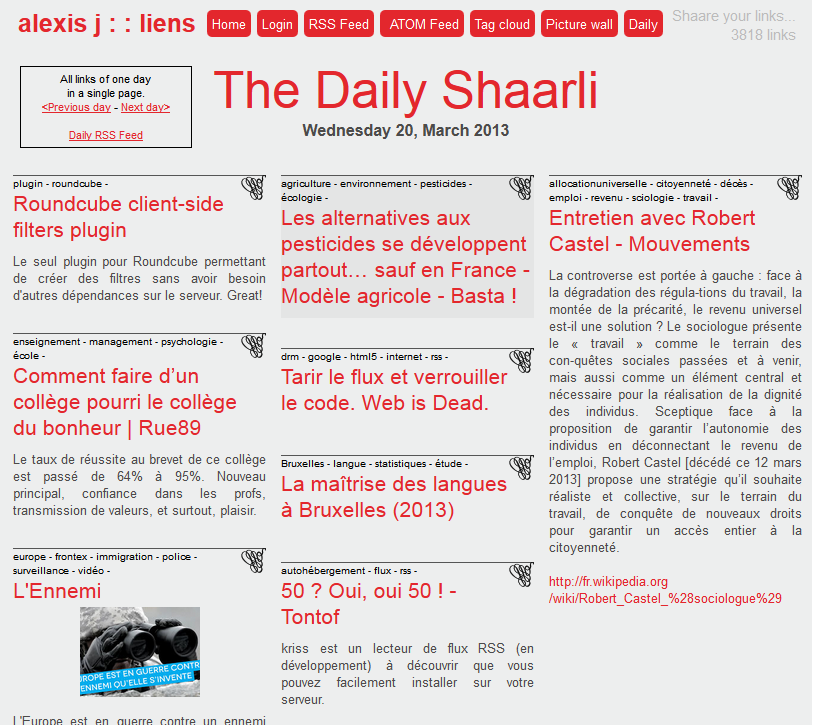 alexis j : : liens
Home
Login
RSS Feed
ATOM Feed
Tag cloud
Picture wall
Daily
Shaare your links...
3818 links
All links of one day
in a single page.
<Previous day - Next day>
Daily RSS Feed
The Daily Shaarli
Wednesday 20, March 2013
plugin - roundcube -
Roundcube client-side
filters plugin
Le seul plugin pour Roundcube permettant
de créer des filtres sans avoir besoin
d'autres dépendances sur le serveur. Great!
enseignement - management - psychologie -
école -
Comment faire d’un
collège pourri le collège
du bonheur | Rue89
Le taux de réussite au brevet de ce collège
est passé de 64% à 95%. Nouveau
principal, confiance dans les profs,
transmission de valeurs, et surtout, plaisir.
europe - frontex - immigration - police -
surveillance - vidéo -
L'Ennemi
EUROPE EST EN GUERRE CONTR
ENNEMI QU'ELLE S'INVENTE
L'Europe est en guerre contre un ennemi
agriculture - environnement - pesticides -
écologie -
Les alternatives aux
pesticides se développent
partout… sauf en France -
Modèle agricole - Basta !
drm - google - html5 - internet - rss -
Tarir le flux et verrouiller
le code. Web is Dead.
Bruxelles - langue - statistiques - étude -
La maîtrise des langues
à Bruxelles (2013)
autohébergement - flux - rss -
50 ? Oui, oui 50 ! -
Tontof
kriss est un lecteur de flux RSS (en
développement) à découvrir que vous
pouvez facilement installer sur votre
serveur.
allocationuniverselle - citoyenneté - décès -
emploi - revenu - sciologie - travail -
Entretien avec Robert
Castel - Mouvements
La controverse est portée à gauche : face à
la dégradation des régula-tions du travail, la
montée de la précarité, le revenu universel
est-il une solution ? Le sociologue présente
le « travail » comme le terrain des
con-quêtes sociales passées et à venir,
mais aussi comme un élément central et
nécessaire pour la réalisation de la dignité
des individus. Sceptique face à la
proposition de garantir l’autonomie des
individus en déconnectant le revenu de
l’emploi, Robert Castel [décédé ce 12 mars
2013] propose une stratégie qu’il souhaite
réaliste et collective, sur le terrain du
travail, de conquête de nouveaux droits
pour garantir un accès entier à la
citoyenneté.
http://fr.wikipedia.org
/wiki/Robert_Castel_%28sociologue%29